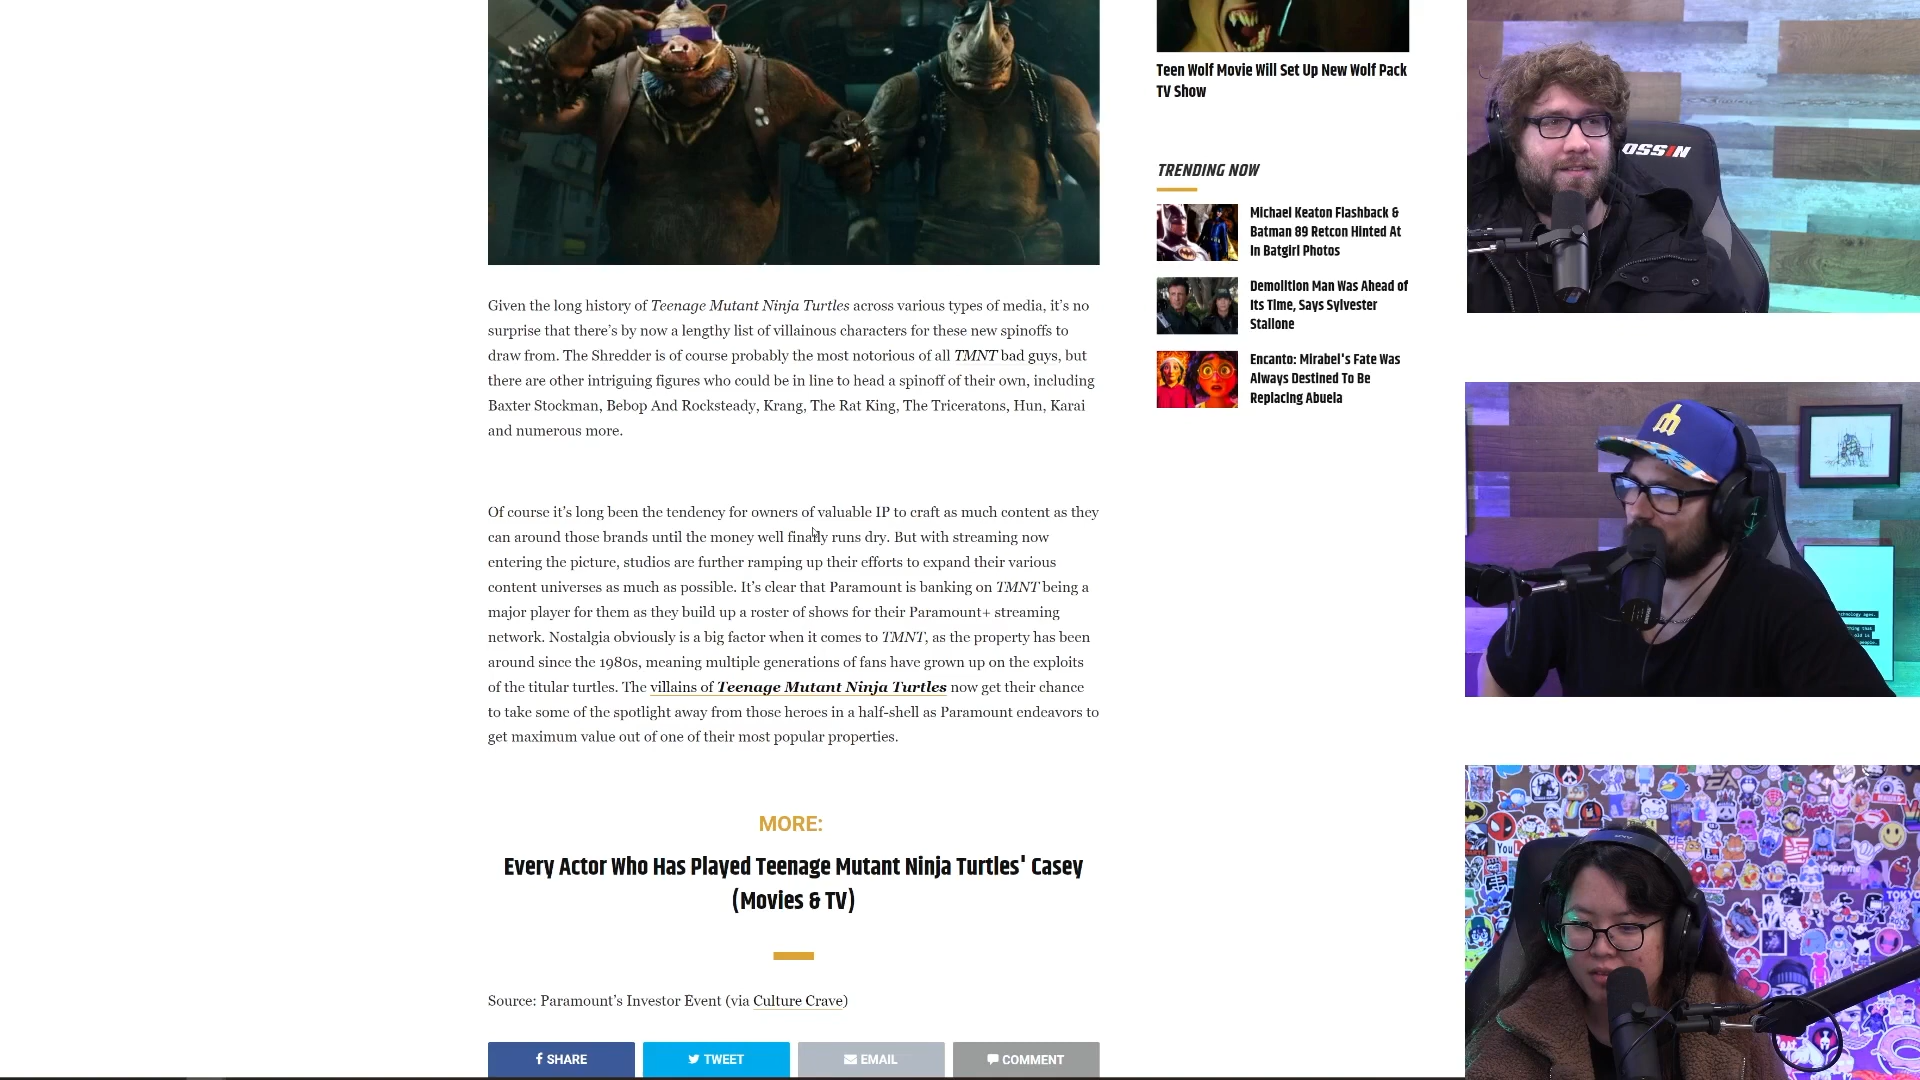 Given the long history of Teenage Mutant Ninja Turtles across various types of media, it’s no
surprise that there’s by now a lengthy list of villainous characters for these new spinoffs to
draw from. The Shredder is of course probably the most notorious of all TMNT bad guys, but
there are other intriguing figures who could be in line to head a spinoff of their own, including
Baxter Stockman, Bebop And Rocksteady, Krang, The Rat King, The Triceratons, Hun, Karai
and numerous more.
Of course it’s long been the tendency for owners of valuable IP to craft as much content as they
can around those brands until the money well finally runs dry. But with streaming now
entering the picture, studios are further ramping up their efforts to expand their various
content universes as much as possible. It’s clear that Paramount is banking on TMNT being a
major player for them as they build up a roster of shows for their Paramount+ streaming
network. Nostalgia obviously is a big factor when it comes to TMNT, as the property has been
around since the 1980s, meaning multiple generations of fans have grown up on the exploits
of the titular turtles. The villains of Teenage Mutant Ninja Turtles now get their chance
to take some of the spotlight away from those heroes in a half-shell as Paramount endeavors to
get maximum value out of one of their most popular properties.
MORE:
Every Actor Who Has Played Teenage Mutant Ninja Turtles' Casey
(Movies & TV)
Source: Paramount’s Investor Event (via Culture Crave)
SHARE
TWEET
EMAIL
COMMENT
Teen Wolf Movie Will Set Up New Wolf Pack
TV Show
TRENDING NOW
Michael Keaton Flashback &
Batman 89 Retcon Hinted At
In Batgirl Photos
Demolition Man Was Ahead of
Its Time, Says Sylvester
Stallone
Encanto: Mirabel's Fate Was
Always Destined To Be
Replacing Abuela
OSSIN
You
EA
TOKYO
SONY